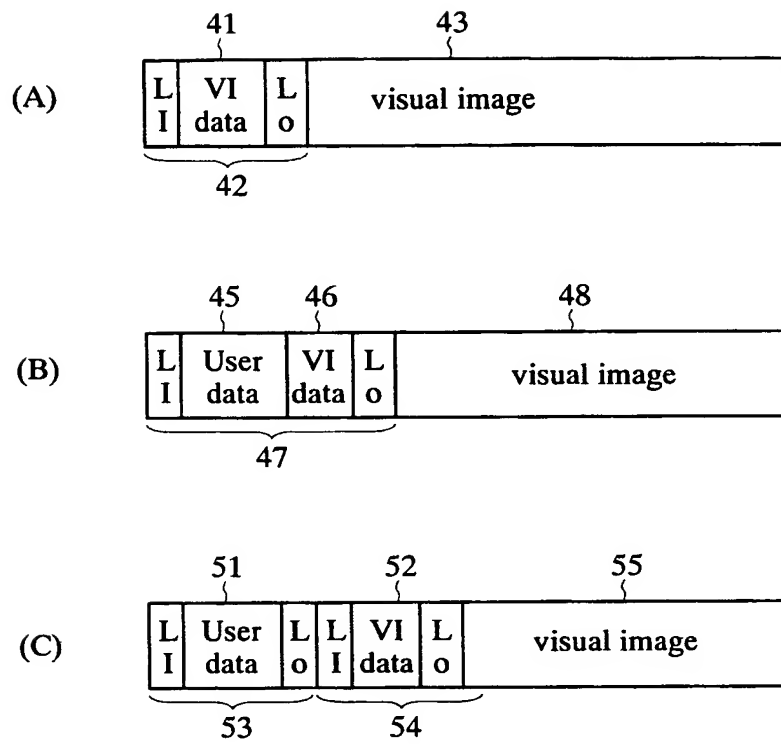 41 43
(A) L I VI data L o visual image
42
45 46 48
(B) L I User data VI data L o visual image
47
51 52 55
(C) L I User data L o L I VI data L o visual image
53 54